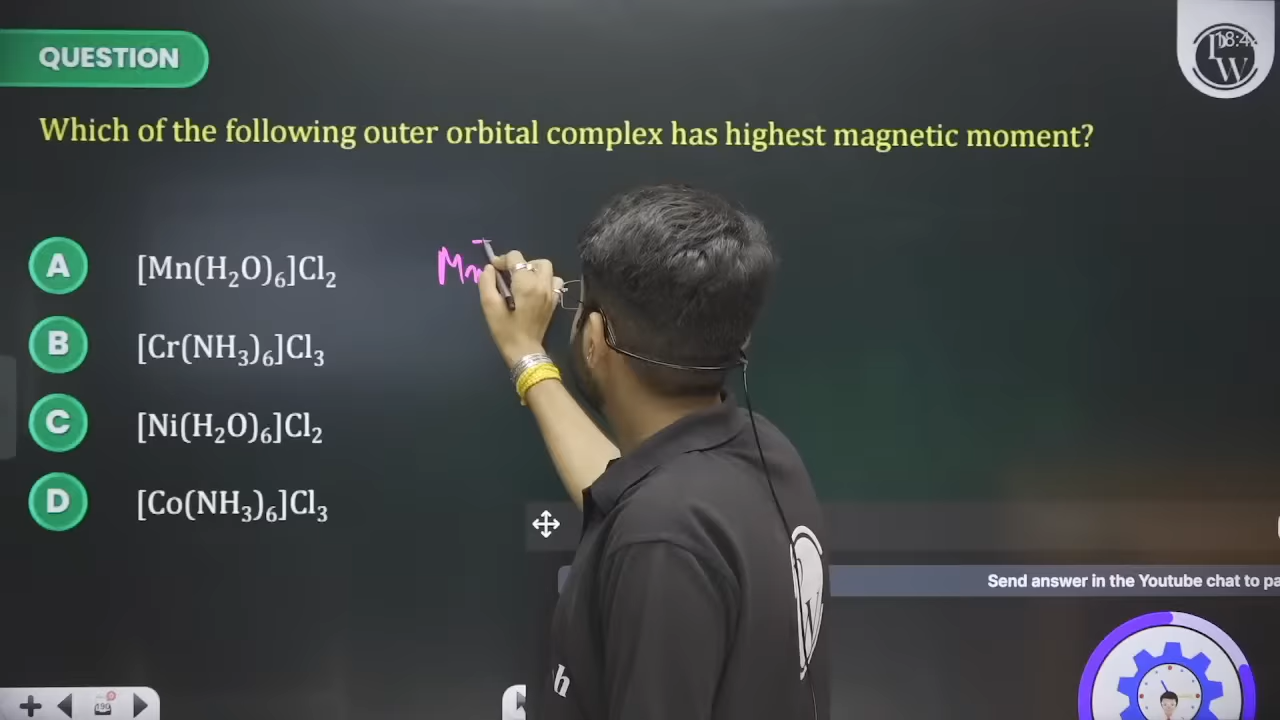 QUESTION
Which of the following outer orbital complex has highest magnetic moment?
A [Mn(H₂O)₆]Cl₂
Mn
B [Cr(NH₃)₆]Cl₃
C [Ni(H₂O)₆]Cl₂
D [Co(NH₃)₆]Cl₃
Send answer in the Youtube chat to pa
W
h